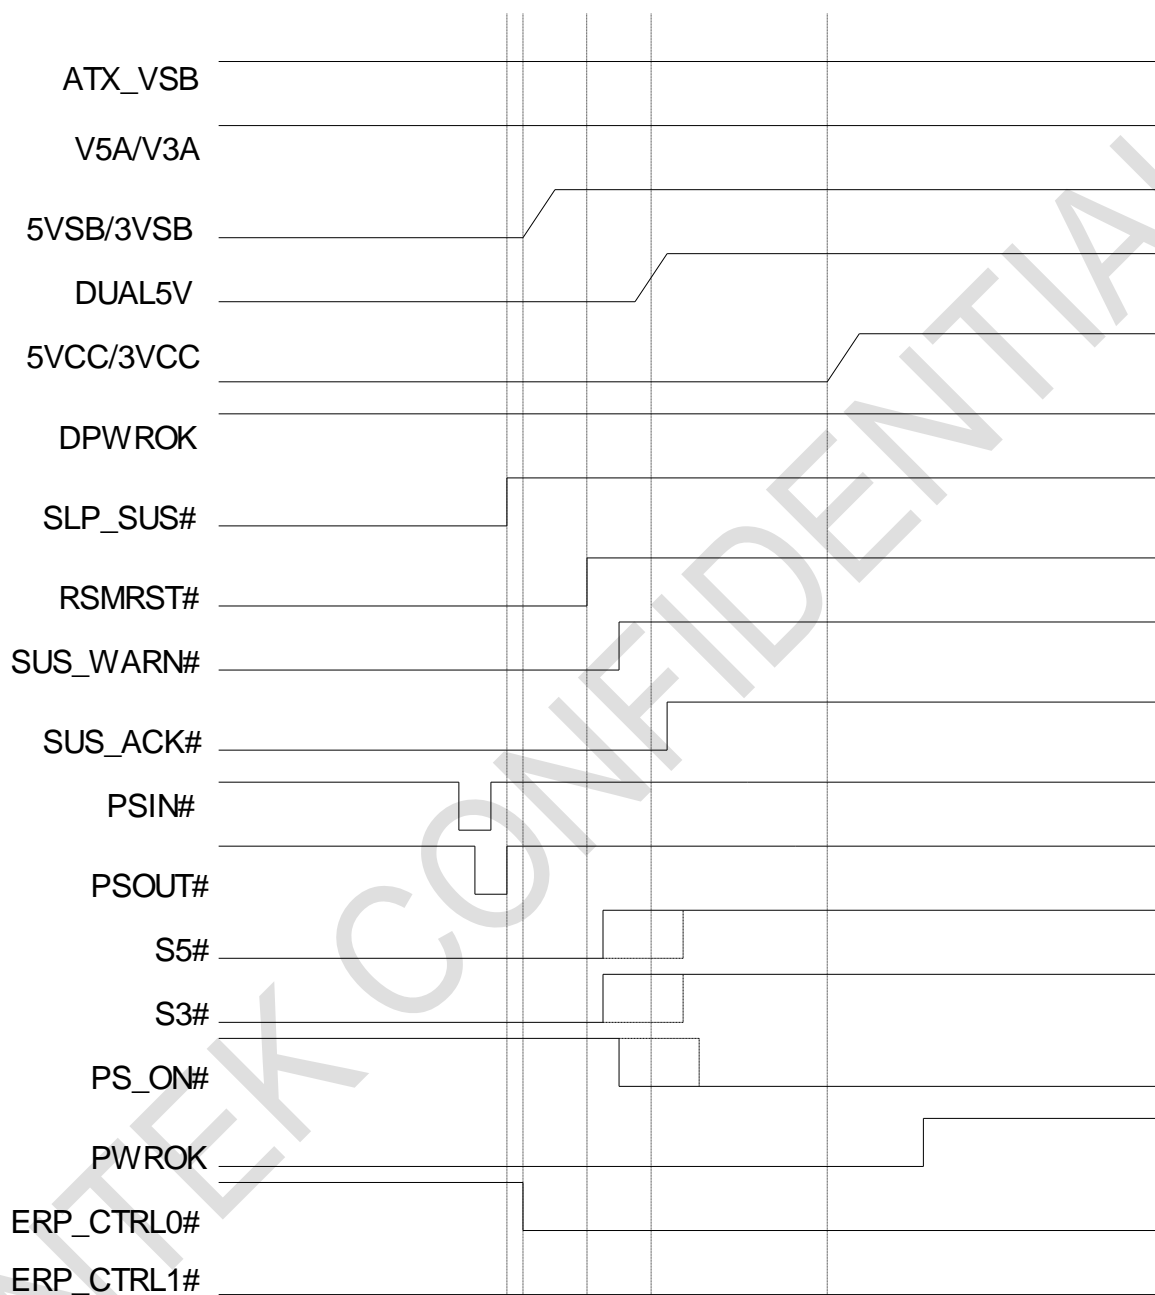 ATX_VSB
V5A/V3A
5VSB/3VSB
DUAL5V
5VCC/3VCC
DPWROK
SLP_SUS#
RSMRST#
SUS_WARN#
SUS_ACK#
PSIN#
PSOUT#
S5#
S3#
PS_ON#
PWROK
ERP_CTRL0#
ERP_CTRL1#
NTEK CONFIDENTIAL